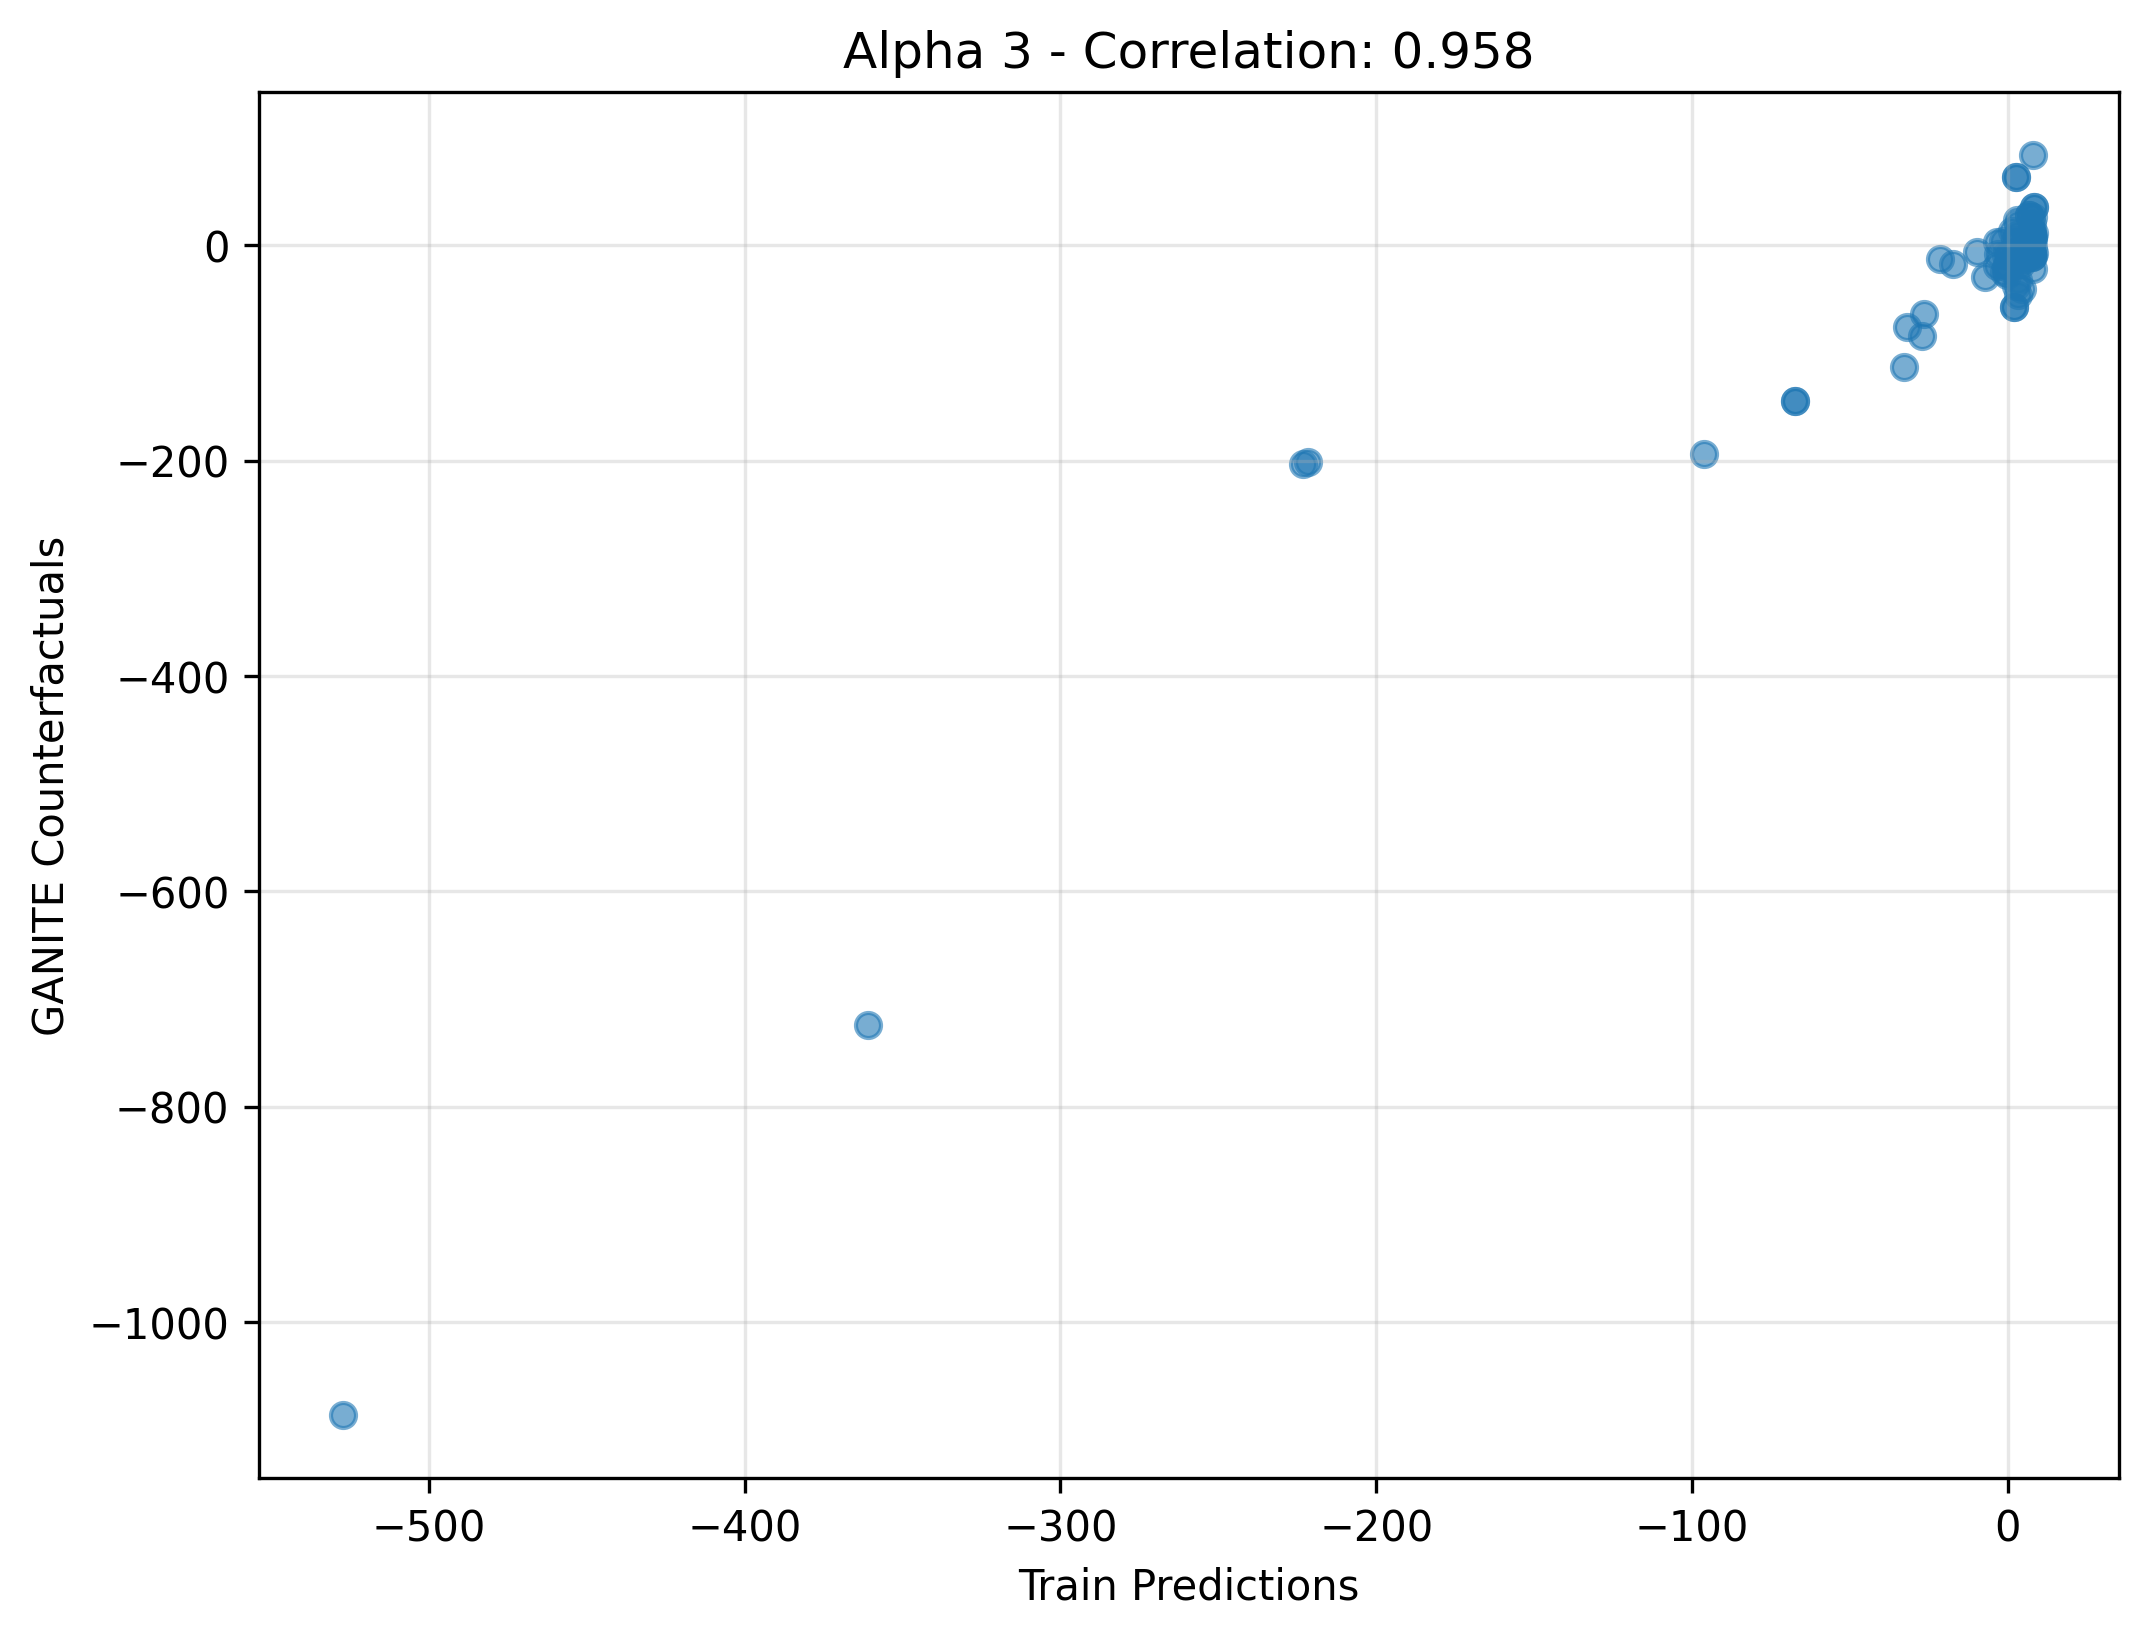 Alpha 3 - Correlation: 0.958
0
−200
−400
−600
−800
−1000
GANITE Counterfactuals
−500 −400 −300 −200 −100 0
Train Predictions